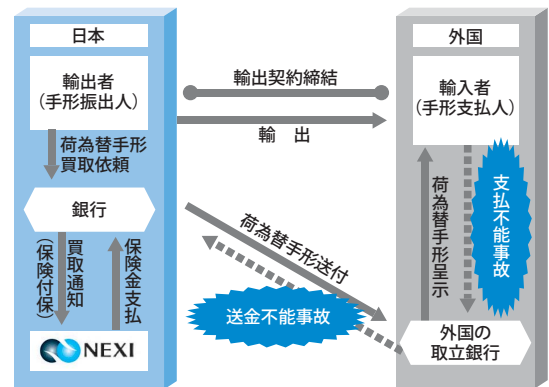 日本
外国
輸出者
（手形振出人）
輸出契約締結
輸入者
（手形支払人）
輸　出
荷為替手形
買取依頼
銀行
荷為替手形送付
荷為替手形呈示
支払不能事故
買取通知
（保険付保）
保険金支払
送金不能事故
外国の
取立銀行
NEXI